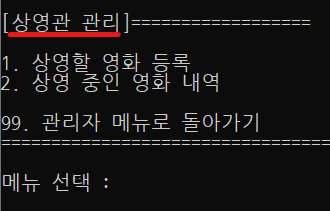 [상영관 관리]==================
1. 상영할 영화 등록
2. 상영 중인 영화 내역
99. 관리자 메뉴로 돌아가기
=================================
메뉴 선택 :